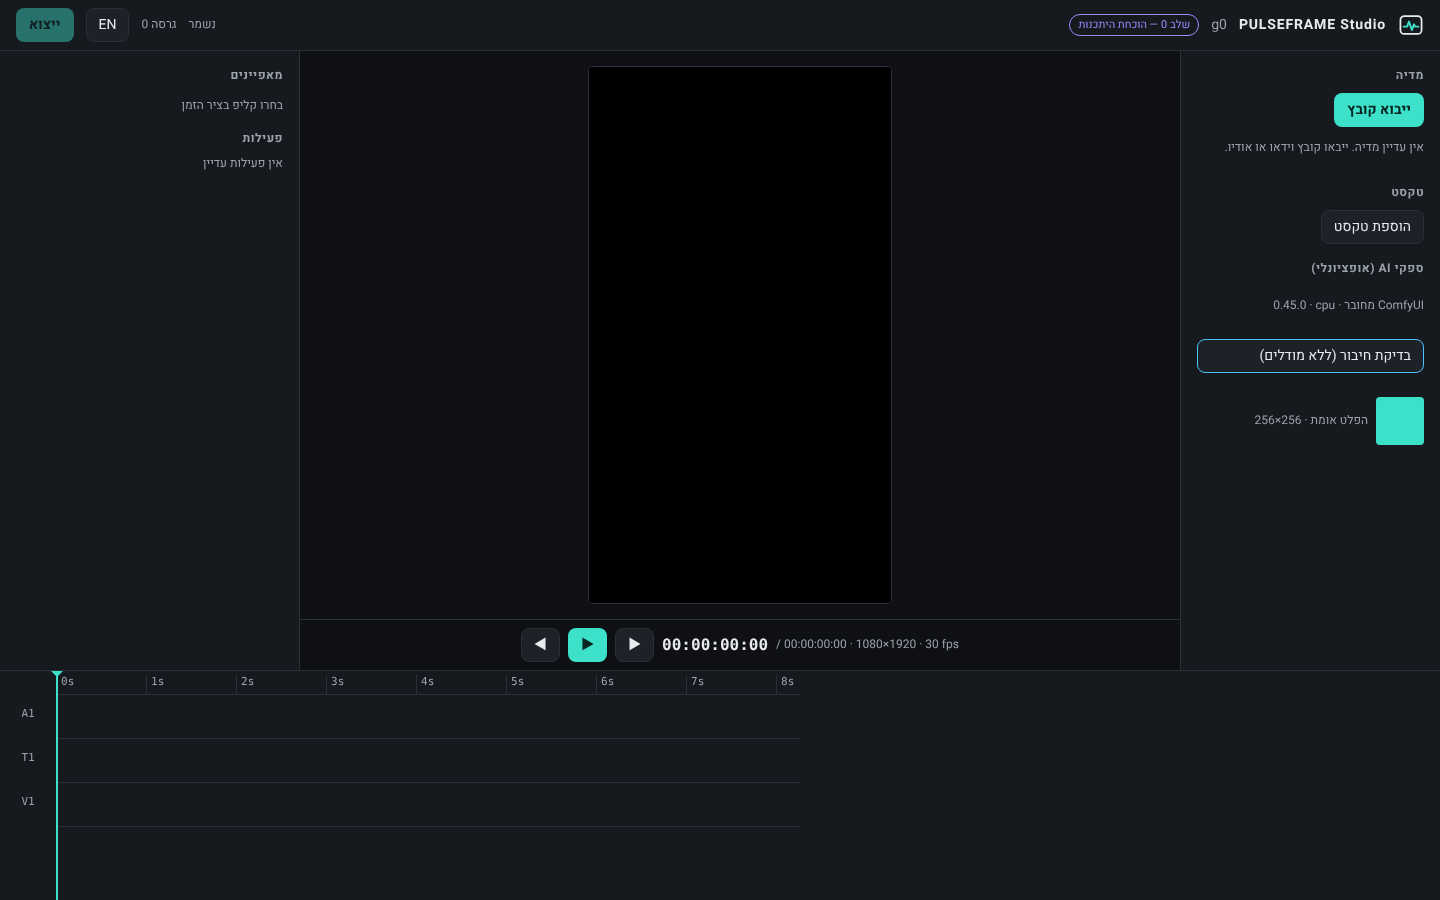 PULSEFRAME Studio
g0
שלב 0 — הוכחת היתכנות
נשמר
גרסה 0
EN
ייצוא
מדיה
ייבוא קובץ
אין עדיין מדיה. ייבאו קובץ וידאו או אודיו.
טקסט
הוספת טקסט
ספקי AI (אופציונלי)
ComfyUI מחובר · 0.45.0 · cpu
בדיקת חיבור (ללא מודלים)
הפלט אומת · 256×256
מאפיינים
בחרו קליפ בציר הזמן
פעילות
אין פעילות עדיין
00:00:00:00 / 00:00:00:00 · 1080×1920 · 30 fps
0s 1s 2s 3s 4s 5s 6s 7s 8s
A1
T1
V1